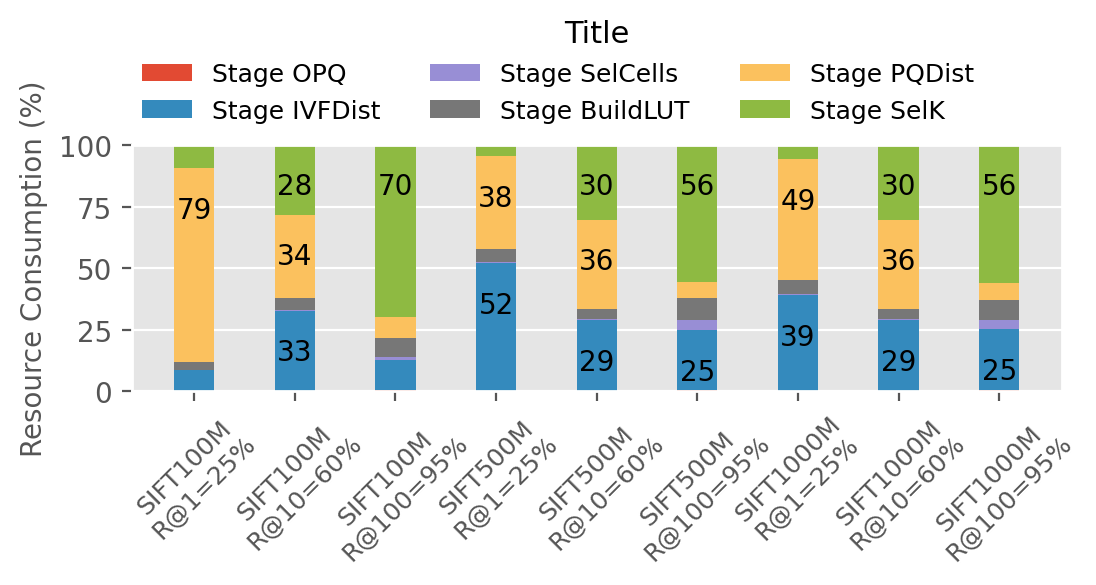 Title
Stage OPQ
Stage SelCells
Stage PQDist
Stage IVFDist
Stage BuildLUT
Stage SelK
Resource Consumption (%)
100
75
50
25
0
79
28
34
33
70
38
52
30
36
29
56
25
49
39
30
36
29
56
25
SIFT100M
R@1=25%
SIFT100M
R@10=60%
SIFT100M
R@100=95%
SIFT500M
R@1=25%
SIFT500M
R@10=60%
SIFT500M
R@100=95%
SIFT1000M
R@1=25%
SIFT1000M
R@10=60%
SIFT1000M
R@100=95%